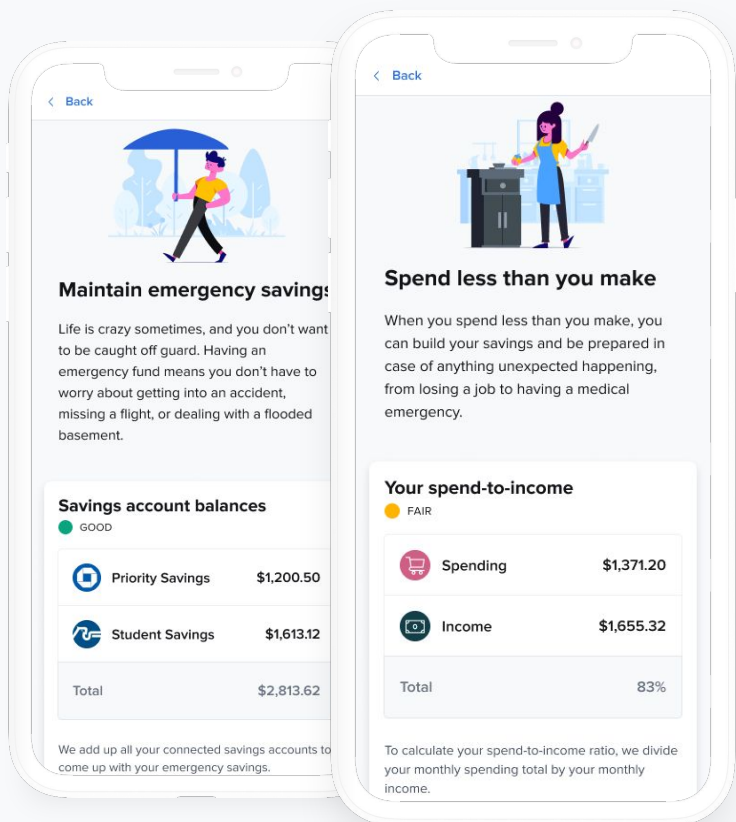 Back
Maintain emergency savings
Life is crazy sometimes, and you don't want
to be caught off guard. Having an
emergency fund means you don't have to
worry about getting into an accident,
missing a flight, or dealing with a flooded
basement.
Savings account balances
GOOD
Priority Savings $1,200.50
Student Savings $1,613.12
Total $2,813.62
We add up all your connected savings accounts to
come up with your emergency savings.
Back
Spend less than you make
When you spend less than you make, you
can build your savings and be prepared in
case of anything unexpected happening,
from losing a job to having a medical
emergency.
Your spend-to-income
FAIR
Spending $1,371.20
Income $1,655.32
Total 83%
To calculate your spend-to-income ratio, we divide
your monthly spending total by your monthly
income.